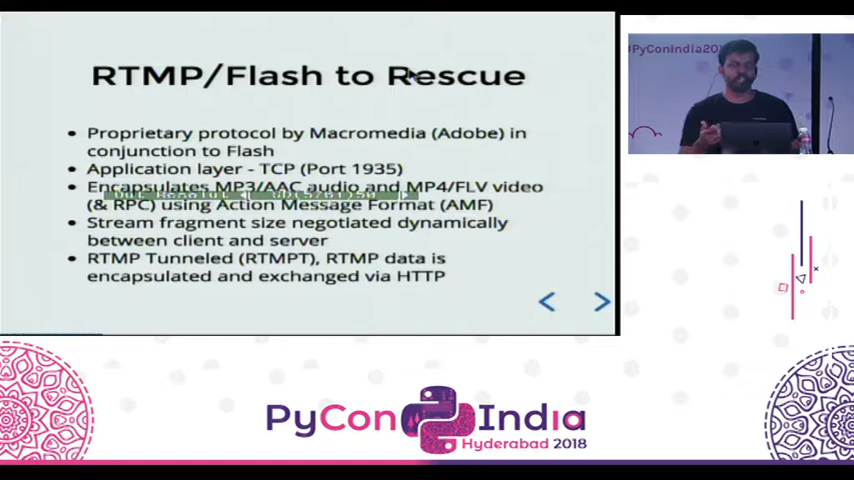 RTMP/Flash to Rescue
Proprietary protocol by Macromedia (Adobe) in
conjunction to Flash
Application layer - TCP (Port 1935)
Encapsulates MP3/AAC audio and MP4/FLV video
(& RPC) using Action Message Format (AMF)
Stream fragment size negotiated dynamically
between client and server
RTMP Tunneled (RTMPT), RTMP data is
encapsulated and exchanged via HTTP
#PyConIndia20
PyCon India
Hyderabad 2018